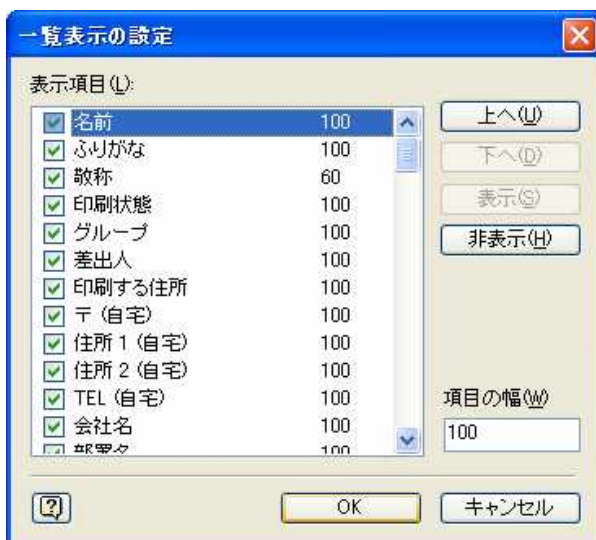 一覧表示の設定
表示項目(L):
名前 100
ふりがな 100
敬称 60
印刷状態 100
グループ 100
差出人 100
印刷する住所 100
〒 (自宅) 100
住所 1 (自宅) 100
住所 2 (自宅) 100
TEL (自宅) 100
会社名 100
部署名 100
上へ(U)
下へ(D)
表示(S)
非表示(H)
項目の幅(W)
100
OK
キャンセル